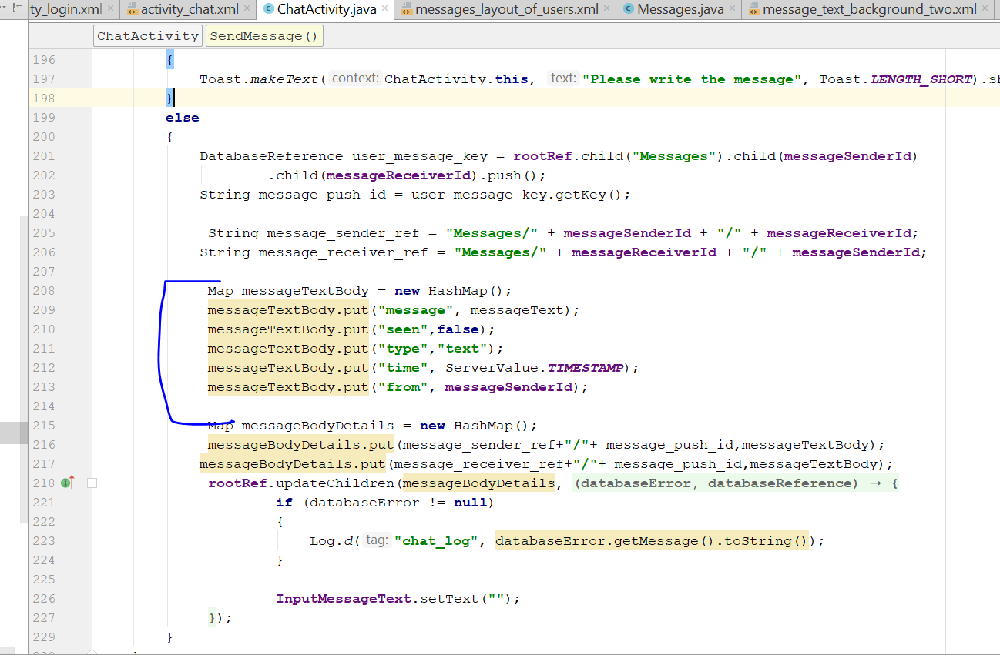 ity_login.xml activity_chat.xml ChatActivity.java messages_layout_of_users.xml Messages.java message_text_background_two.xml
ChatActivity SendMessage()
196 {
197 Toast.makeText( context: ChatActivity.this, text: "Please write the message", Toast.LENGTH_SHORT).sh
198 }
199 else
200 {
201 DatabaseReference user_message_key = rootRef.child("Messages").child(messageSenderId)
202 .child(messageReceiverId).push();
203 String message_push_id = user_message_key.getKey();
204
205 String message_sender_ref = "Messages/" + messageSenderId + "/" + messageReceiverId;
206 String message_receiver_ref = "Messages/" + messageReceiverId + "/" + messageSenderId;
207
208 Map messageTextBody = new HashMap();
209 messageTextBody.put("message", messageText);
210 messageTextBody.put("seen",false);
211 messageTextBody.put("type","text");
212 messageTextBody.put("time", ServerValue.TIMESTAMP);
213 messageTextBody.put("from", messageSenderId);
214
215 Map messageBodyDetails = new HashMap();
216 messageBodyDetails.put(message_sender_ref+"/"+ message_push_id,messageTextBody);
217 messageBodyDetails.put(message_receiver_ref+"/"+ message_push_id,messageTextBody);
218 rootRef.updateChildren(messageBodyDetails, (databaseError, databaseReference) → {
221 if (databaseError != null)
222 {
223 Log.d( tag: "chat_log", databaseError.getMessage().toString());
224 }
225
226 InputMessageText.setText("");
227 });
229 }